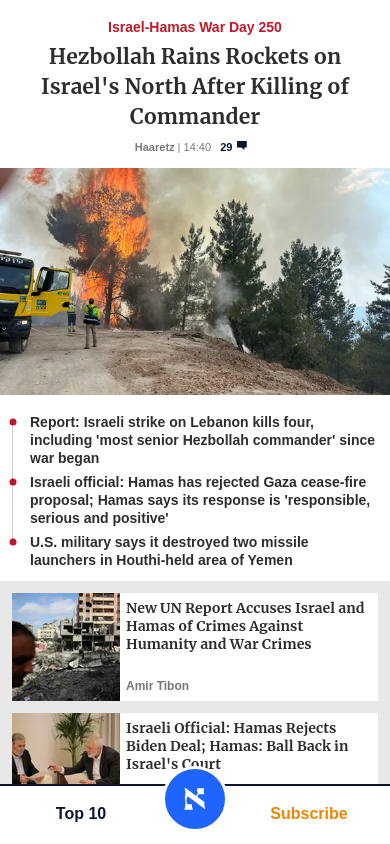 Israel-Hamas War Day 250
Hezbollah Rains Rockets on
Israel's North After Killing of
Commander
Haaretz | 14:40 29
Report: Israeli strike on Lebanon kills four,
including 'most senior Hezbollah commander' since
war began
Israeli official: Hamas has rejected Gaza cease-fire
proposal; Hamas says its response is 'responsible,
serious and positive'
U.S. military says it destroyed two missile
launchers in Houthi-held area of Yemen
New UN Report Accuses Israel and
Hamas of Crimes Against
Humanity and War Crimes
Amir Tibon
Israeli Official: Hamas Rejects
Biden Deal; Hamas: Ball Back in
Israel's Court
Top 10
Subscribe